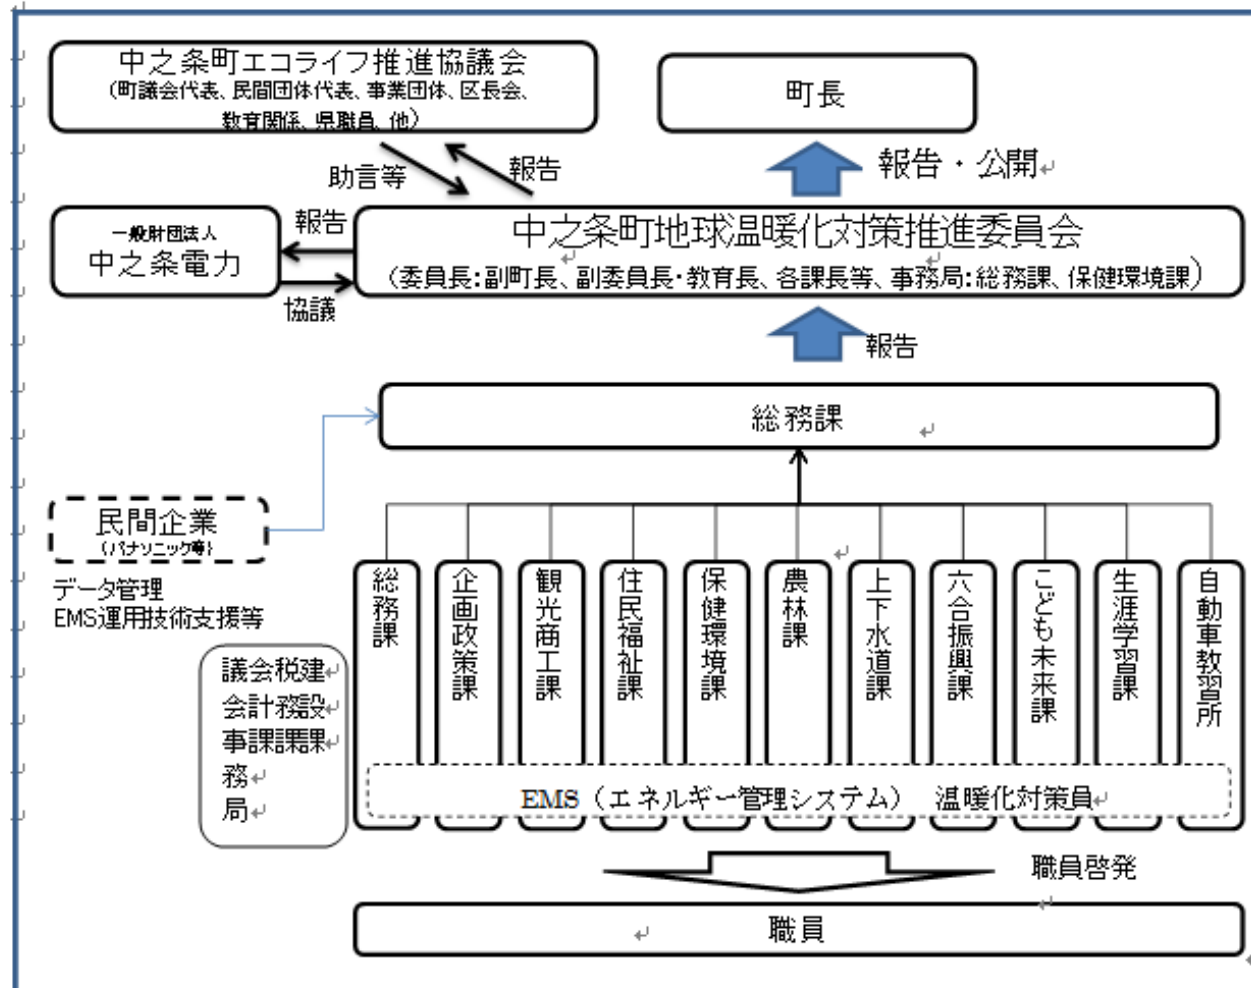 中之条町エコライフ推進協議会
（町議会代表、民間団体代表、事業団体、区長会、
教育関係、県職員、他）
町長
助言等
報告
報告・公開
一般財団法人
中之条電力
報告
協議
中之条町地球温暖化対策推進委員会
（委員長：副町長、副委員長・教育長、各課長等、事務局：総務課、保健環境課）
報告
総務課
民間企業
（パナソニック等）
データ管理
EMS運用技術支援等
総務課
企画政策課
観光商工課
住民福祉課
保健環境課
農林課
上下水道課
六合振興課
こども未来課
生涯学習課
自動車教習所
議会税建
会計務設
事課課課
務
局
EMS（エネルギー管理システム）　温暖化対策員
職員啓発
職員